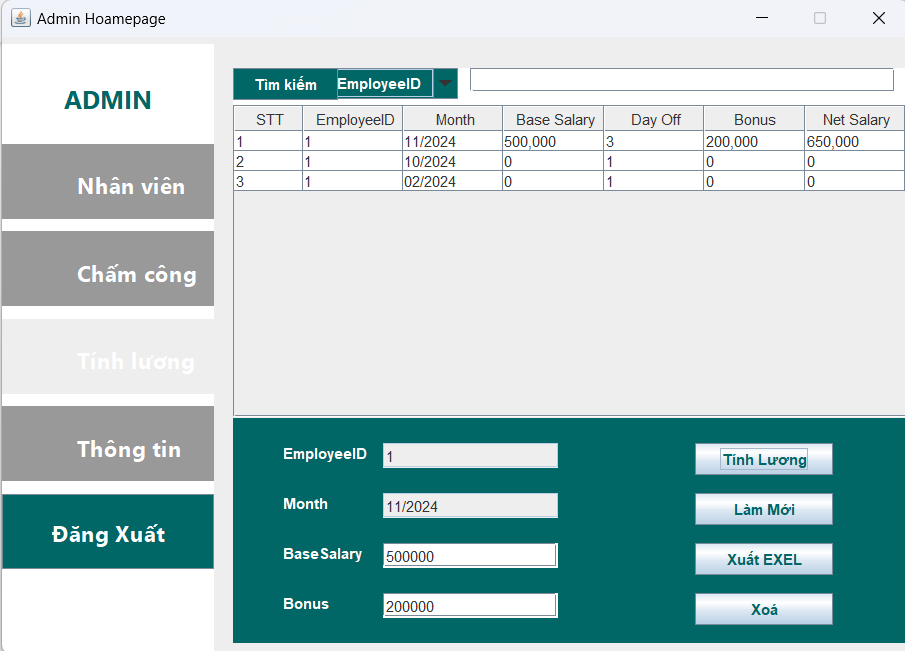 Admin Hoamepage
ADMIN
Nhân viên
Chấm công
Tính lương
Thông tin
Đăng Xuất
Tìm kiếm EmployeeID
STT EmployeeID Month Base Salary Day Off Bonus Net Salary
1 1 11/2024 500,000 3 200,000 650,000
2 1 10/2024 0 1 0 0
3 1 02/2024 0 1 0 0
EmployeeID 1 Tính Lương
Month 11/2024 Làm Mới
BaseSalary 500000 Xuất EXEL
Bonus 200000 Xoá